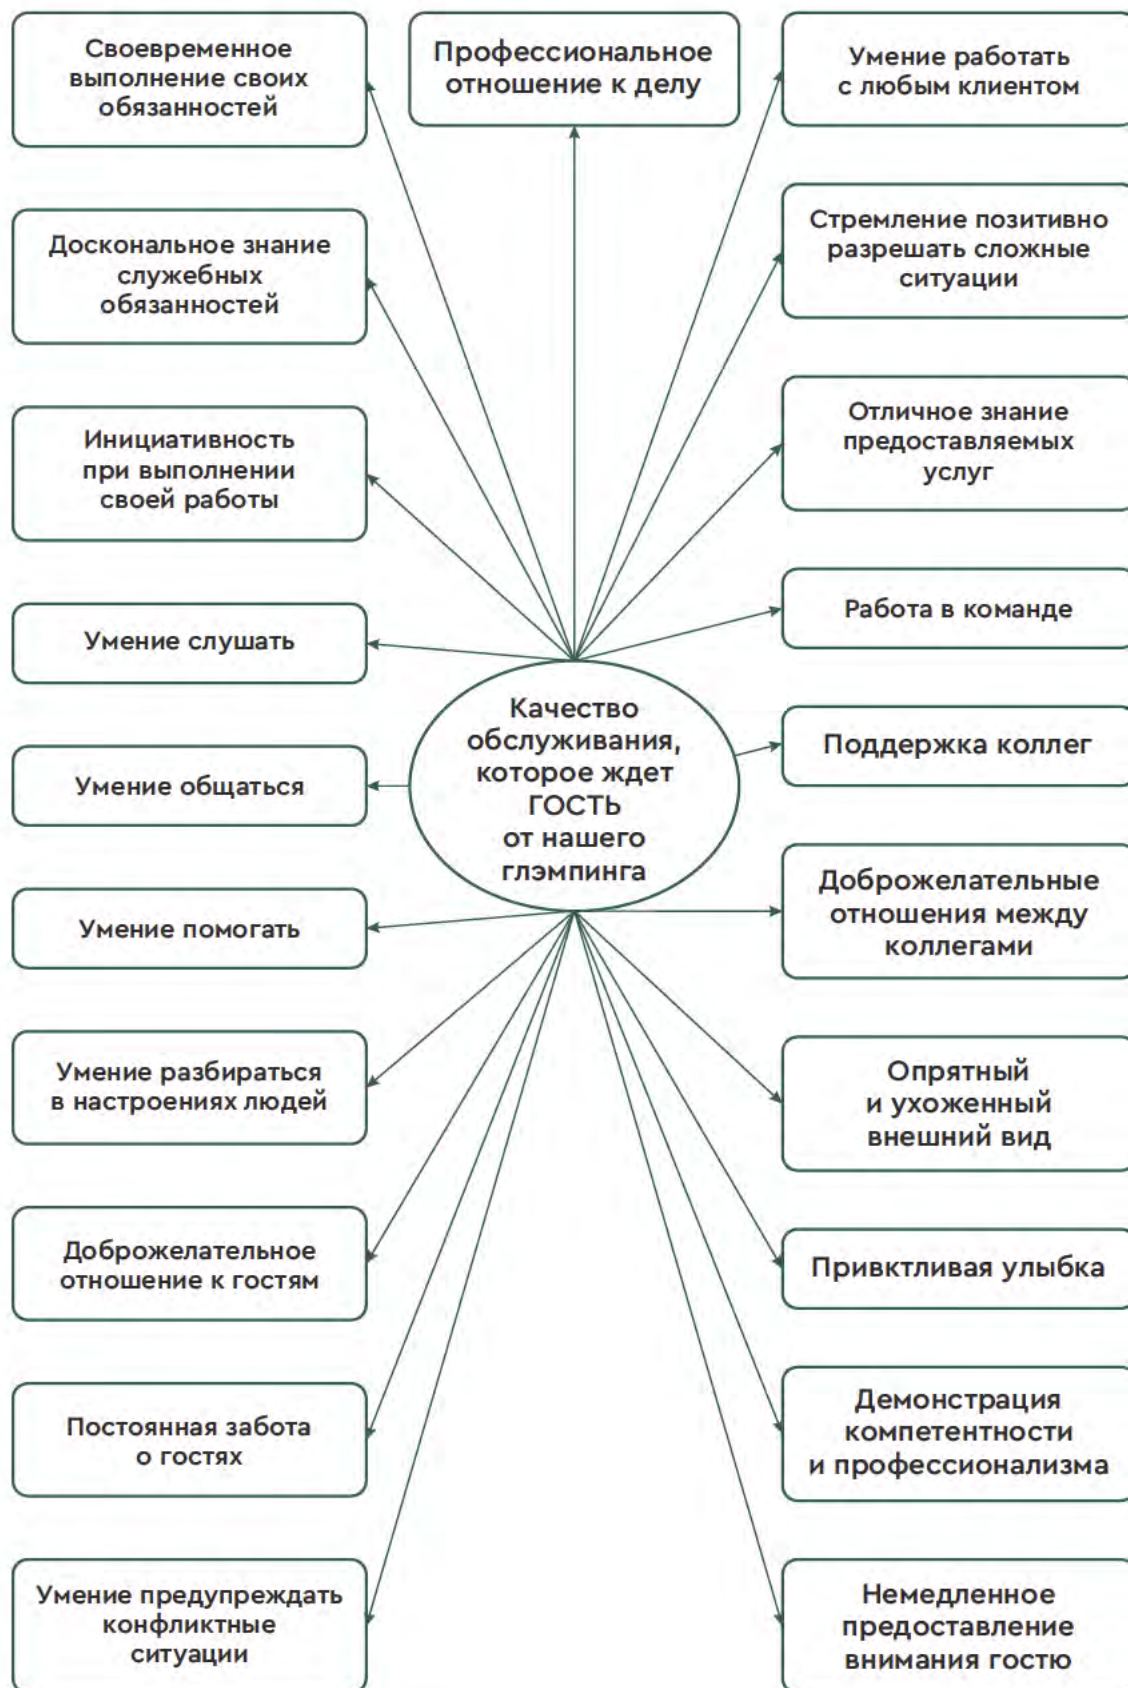 Своевременное
выполнение своих
обязанностей
Профессиональное
отношение к делу
Умение работать
с любым клиентом
Доскональное знание
служебных
обязанностей
Стремление позитивно
разрешать сложные
ситуации
Инициативность
при выполнении
своей работы
Отличное знание
предоставляемых
услуг
Умение слушать
Работа в команде
Качество
обслуживания,
которое ждет
ГОСТЬ
от нашего
глэмпинга
Умение общаться
Поддержка коллег
Умение помогать
Доброжелательные
отношения между
коллегами
Умение разбираться
в настроениях людей
Опрятный
и ухоженный
внешний вид
Доброжелательное
отношение к гостям
Привктливая улыбка
Постоянная забота
о гостях
Демонстрация
компетентности
и профессионализма
Умение предупреждать
конфликтные
ситуации
Немедленное
предоставление
внимания гостю